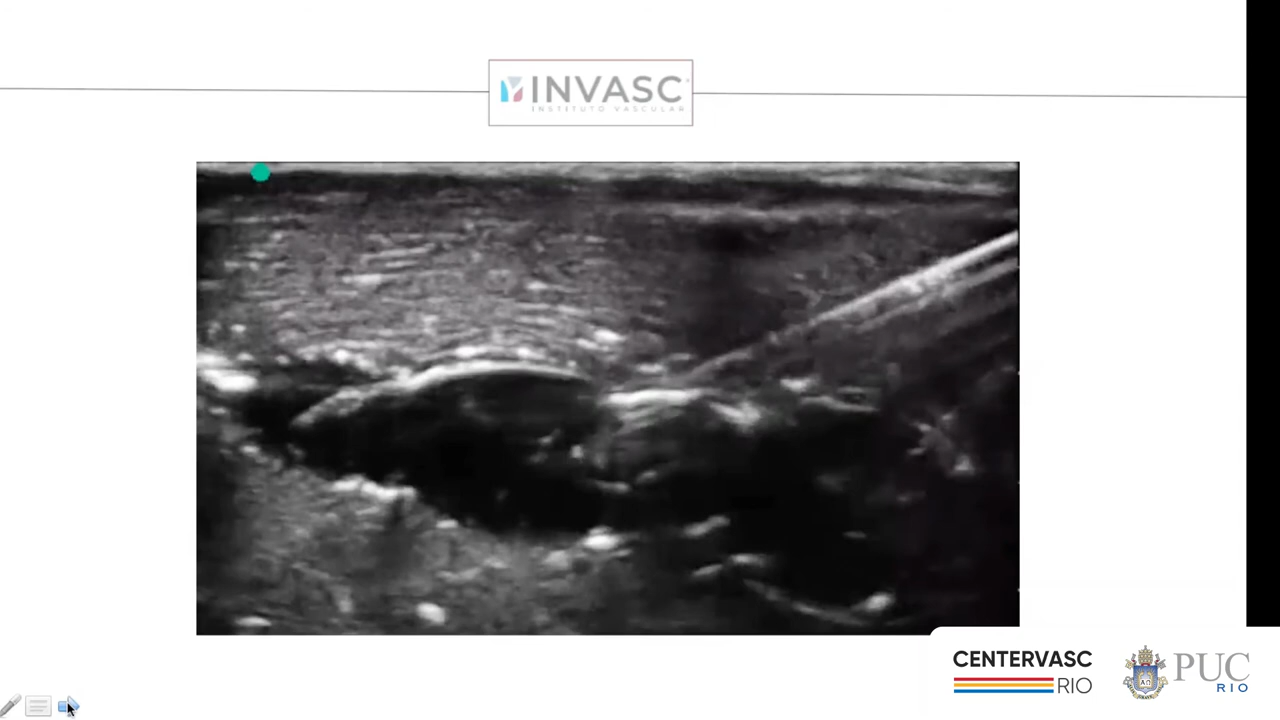 INVASC
INSTITUTO VASCULAR
CENTERVASC
RIO
PUC
RIO